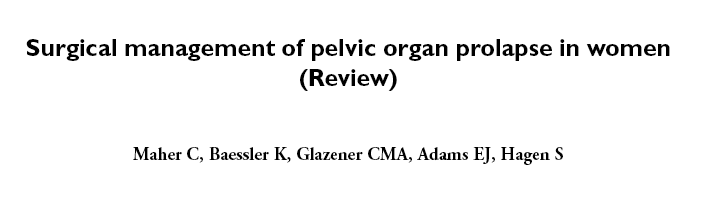 Surgical management of pelvic organ prolapse in women
(Review)
Maher C, Baessler K, Glazener CMA, Adams EJ, Hagen S